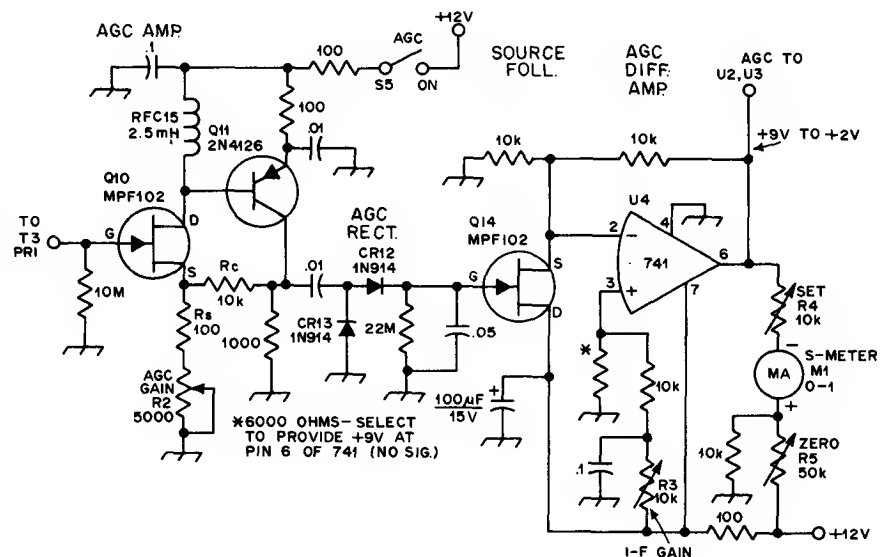 AGC AMP.
.1
100
AGC
+12V
S5
ON
SOURCE
FOLL.
AGC
DIFF.
AMP.
AGC TO
U2, U3
+9V TO +2V
RFC15
2.5mH
Q11
2N4126
100
.01
10k
10k
Q10
MPF102
TO
T3
PRI
G
D
S
10M
Rc
10k
Rs
100
AGC
GAIN
R2
5000
1000
.01
AGC
RECT.
CR12
1N914
CR13
1N914
22M
.05
Q14
MPF102
G
S
D
U4
741
2
-
3
+
4
6
7
SET
R4
10k
-
MA
+
S-METER
M1
0-1
*
10k
100µF
15V
+
.1
R3
10k
I-F GAIN
10k
ZERO
R5
50k
100
+12V
*6000 OHMS-SELECT
TO PROVIDE +9V AT
PIN 6 OF 741 (NO SIG.)